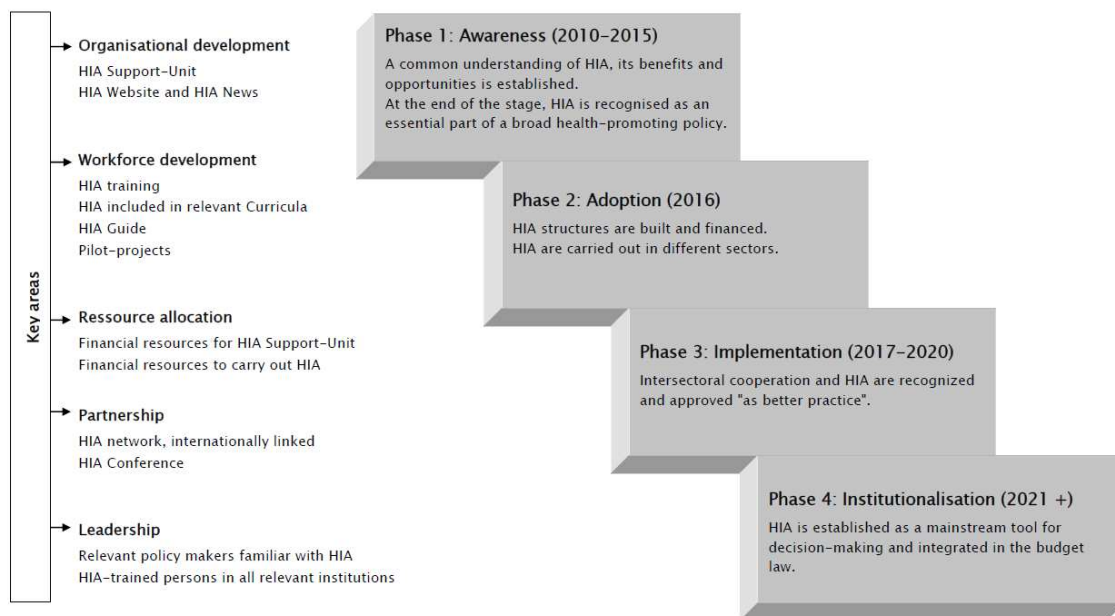 Key areas
Organisational development
HIA Support-Unit
HIA Website and HIA News
Workforce development
HIA training
HIA included in relevant Curricula
HIA Guide
Pilot-projects
Ressource allocation
Financial resources for HIA Support-Unit
Financial resources to carry out HIA
Partnership
HIA network, internationally linked
HIA Conference
Leadership
Relevant policy makers familiar with HIA
HIA-trained persons in all relevant institutions
Phase 1: Awareness (2010-2015)
A common understanding of HIA, its benefits and
opportunities is established.
At the end of the stage, HIA is recognised as an
essential part of a broad health-promoting policy.
Phase 2: Adoption (2016)
HIA structures are built and financed.
HIA are carried out in different sectors.
Phase 3: Implementation (2017-2020)
Intersectoral cooperation and HIA are recognized
and approved "as better practice".
Phase 4: Institutionalisation (2021 +)
HIA is established as a mainstream tool for
decision-making and integrated in the budget
law.